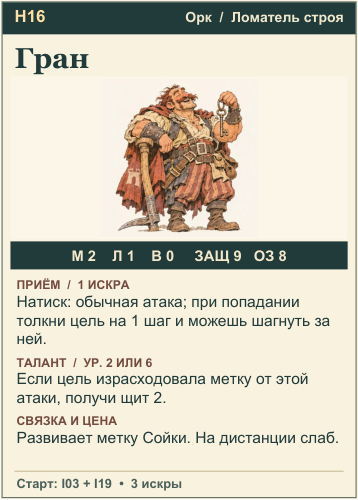 H16
Орк / Ломатель строя
Гран
М 2 Л 1 В 0 ЗАЩ 9 ОЗ 8
ПРИЁМ / 1 ИСКРА
Натиск: обычная атака; при попадании
толкни цель на 1 шаг и можешь шагнуть за
ней.
ТАЛАНТ / УР. 2 ИЛИ 6
Если цель израсходовала метку от этой
атаки, получи щит 2.
СВЯЗКА И ЦЕНА
Развивает метку Сойки. На дистанции слаб.
Старт: I03 + I19 • 3 искры